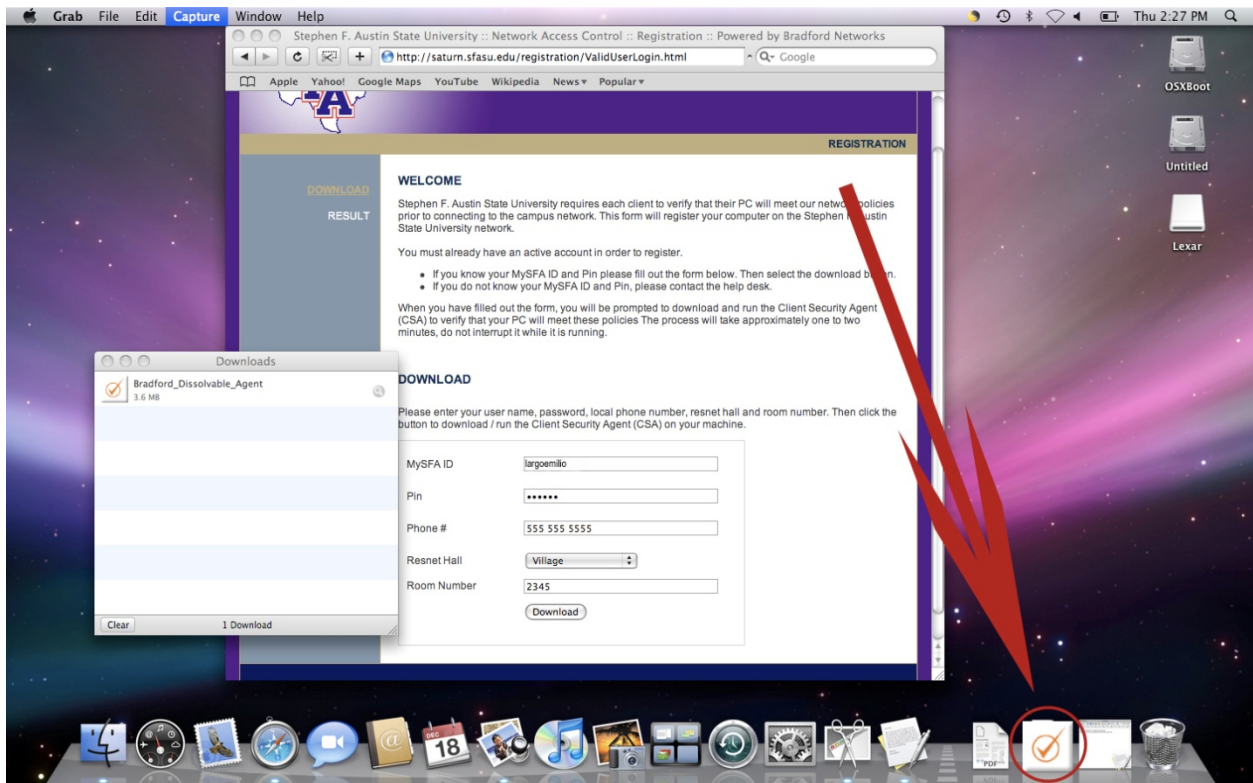 Grab File Edit Capture Window Help
Thu 2:27 PM
Stephen F. Austin State University :: Network Access Control :: Registration :: Powered by Bradford Networks
http://saturn.sfasu.edu/registration/ValidUserLogin.html
Google
Apple Yahoo! Google Maps YouTube Wikipedia News Popular
A
REGISTRATION
DOWNLOAD
RESULT
WELCOME
Stephen F. Austin State University requires each client to verify that their PC will meet our network policies
prior to connecting to the campus network. This form will register your computer on the Stephen F. Austin
State University network.
You must already have an active account in order to register.
• If you know your MySFA ID and Pin please fill out the form below. Then select the download button.
• If you do not know your MySFA ID and Pin, please contact the help desk.
When you have filled out the form, you will be prompted to download and run the Client Security Agent
(CSA) to verify that your PC will meet these policies The process will take approximately one to two
minutes, do not interrupt it while it is running.
DOWNLOAD
Please enter your user name, password, local phone number, resnet hall and room number. Then click the
button to download / run the Client Security Agent (CSA) on your machine.
MySFA ID largoemilio
Pin ••••••
Phone # 555 555 5555
Resnet Hall Village
Room Number 2345
Download
Downloads
Bradford_Dissolvable_Agent
3.6 MB
Clear 1 Download
OSXBoot
Untitled
Lexar
DEC
18
PDF